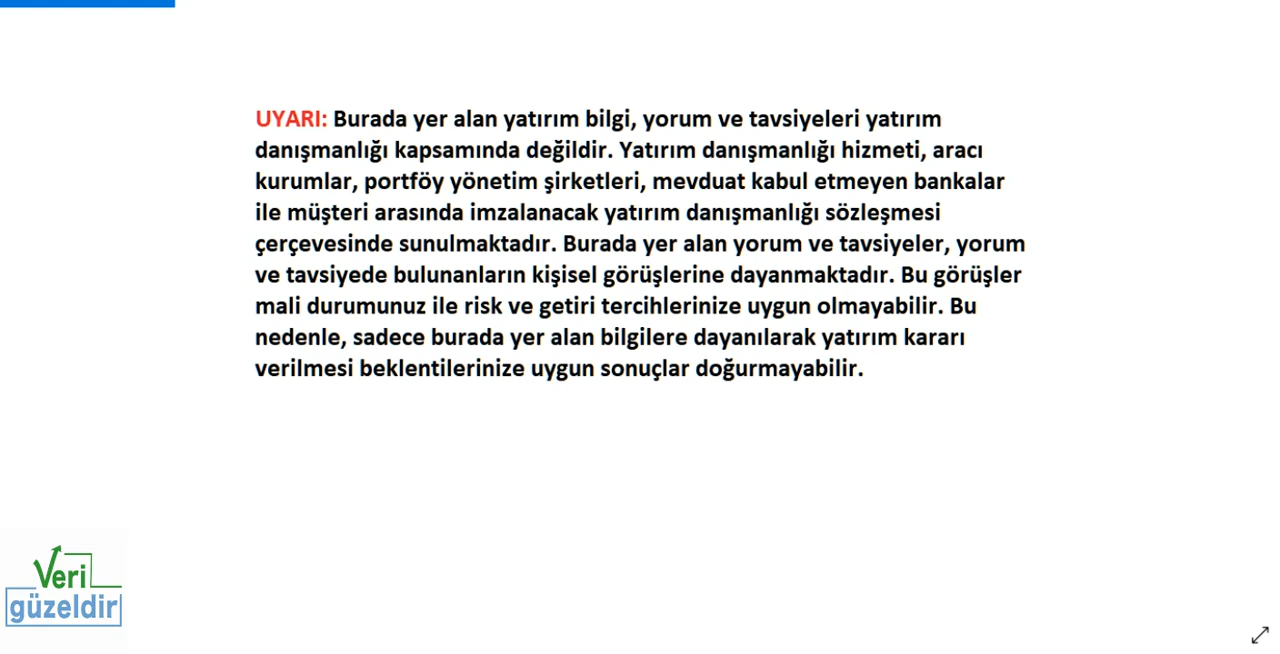 UYARI: Burada yer alan yatırım bilgi, yorum ve tavsiyeleri yatırım
danışmanlığı kapsamında değildir. Yatırım danışmanlığı hizmeti, aracı
kurumlar, portföy yönetim şirketleri, mevduat kabul etmeyen bankalar
ile müşteri arasında imzalanacak yatırım danışmanlığı sözleşmesi
çerçevesinde sunulmaktadır. Burada yer alan yorum ve tavsiyeler, yorum
ve tavsiyede bulunanların kişisel görüşlerine dayanmaktadır. Bu görüşler
mali durumunuz ile risk ve getiri tercihlerinize uygun olmayabilir. Bu
nedenle, sadece burada yer alan bilgilere dayanılarak yatırım kararı
verilmesi beklentilerinize uygun sonuçlar doğurmayabilir.
Veri
güzeldir